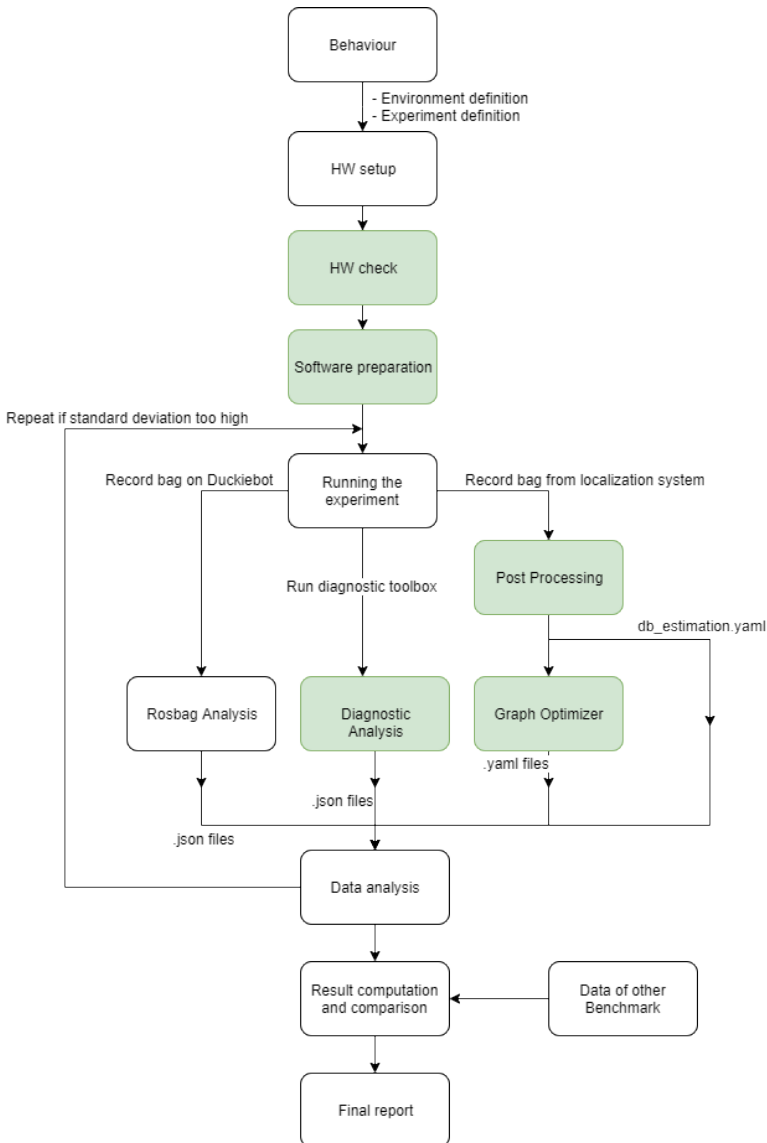 Behaviour
- Environment definition
- Experiment definition
HW setup
HW check
Software preparation
Repeat if standard deviation too high
Record bag on Duckiebot
Running the
experiment
Record bag from localization system
Run diagnostic toolbox
Post Processing
db_estimation.yaml
Rosbag Analysis
Diagnostic
Analysis
Graph Optimizer
.yaml files
.json files
.json files
Data analysis
Result computation
and comparison
Data of other
Benchmark
Final report